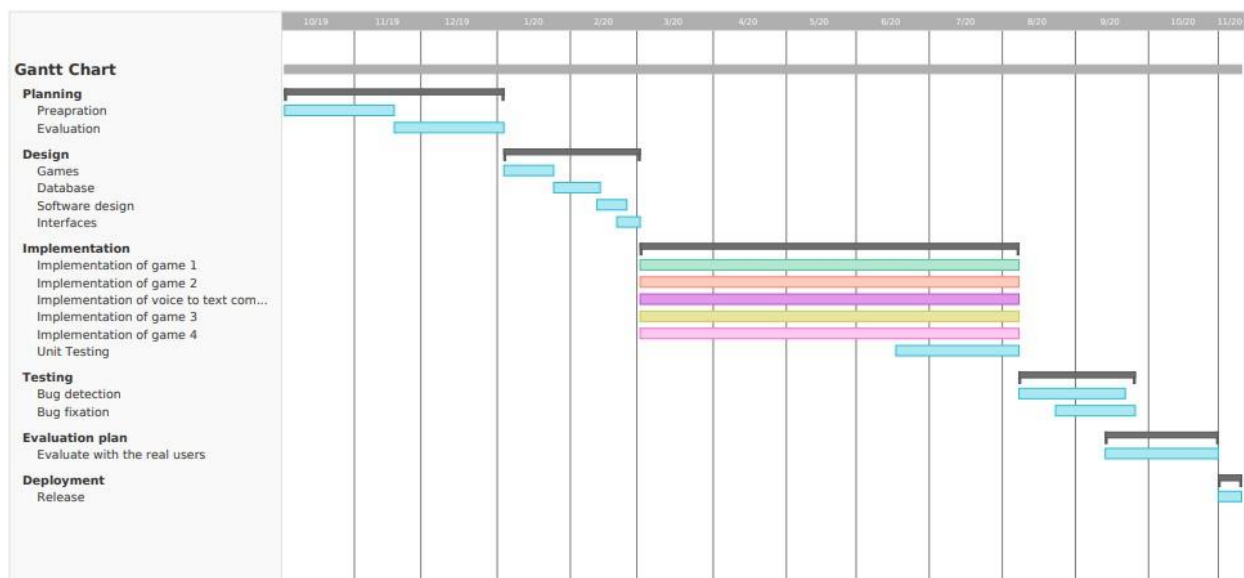 10/19 11/19 12/19 1/20 2/20 3/20 4/20 5/20 6/20 7/20 8/20 9/20 10/20 11/20
Gantt Chart
Planning
Preapration
Evaluation
Design
Games
Database
Software design
Interfaces
Implementation
Implementation of game 1
Implementation of game 2
Implementation of voice to text com...
Implementation of game 3
Implementation of game 4
Unit Testing
Testing
Bug detection
Bug fixation
Evaluation plan
Evaluate with the real users
Deployment
Release